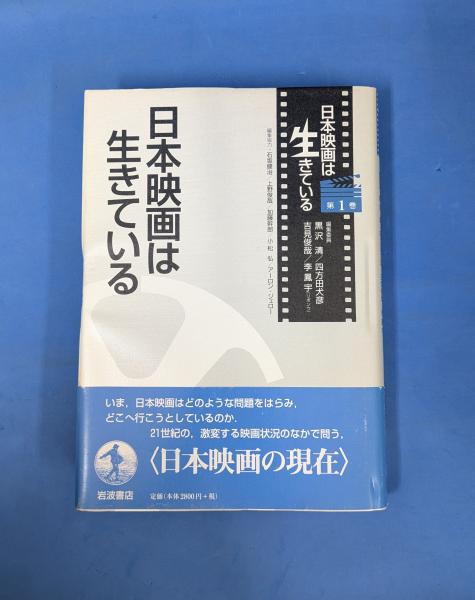 日本映画は
生きている
日本映画は
生きている
第1巻
編集委員
黒沢 清/四方田犬彦
吉見俊哉/李 鳳宇
編集協力 石坂健治 上野俊哉 加藤幹郎 小松 弘 アーロン・ジェロー
いま，日本映画はどのような問題をはらみ，
どこへ行こうとしているのか．
21世紀の，激変する映画状況のなかで問う，
〈日本映画の現在〉
岩波書店
定価（本体2800円+税）